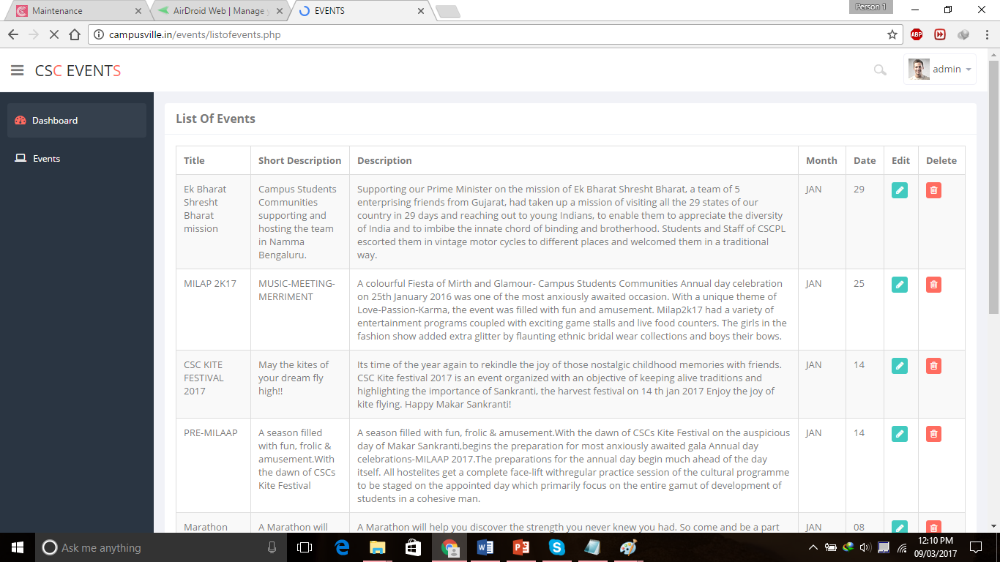 Maintenance
AirDroid Web | Manage
EVENTS
Person 1
campusville.in/events/listofevents.php
ABP
CSC EVENTS
admin
Dashboard
Events
List Of Events
Title Short Description Description Month Date Edit Delete
Ek Bharat
Shresht
Bharat
mission
Campus Students
Communities
supporting and
hosting the team
in Namma
Bengaluru.
Supporting our Prime Minister on the mission of Ek Bharat Shresht Bharat, a team of 5
enterprising friends from Gujarat, had taken up a mission of visiting all the 29 states of our
country in 29 days and reaching out to young Indians, to enable them to appreciate the diversity
of India and to imbibe the innate chord of binding and brotherhood. Students and Staff of CSCPL
escorted them in vintage motor cycles to different places and welcomed them in a traditional
way.
JAN
29
MILAP 2K17
MUSIC-MEETING-
MERRIMENT
A colourful Fiesta of Mirth and Glamour- Campus Students Communities Annual day celebration
on 25th January 2016 was one of the most anxiously awaited occasion. With a unique theme of
Love-Passion-Karma, the event was filled with fun and amusement. Milap2k17 had a variety of
entertainment programs coupled with exciting game stalls and live food counters. The girls in the
fashion show added extra glitter by flaunting ethnic bridal wear collections and boys their bows.
JAN
25
CSC KITE
FESTIVAL
2017
May the kites of
your dream fly
high!!
Its time of the year again to rekindle the joy of those nostalgic childhood memories with friends.
CSC Kite festival 2017 is an event organized with an objective of keeping alive traditions and
highlighting the importance of Sankranti, the harvest festival on 14 th jan 2017 Enjoy the joy of
kite flying. Happy Makar Sankranti!
JAN
14
PRE-MILAAP
A season filled
with fun, frolic &
amusement.With
the dawn of CSCs
Kite Festival
A season filled with fun, frolic & amusement.With the dawn of CSCs Kite Festival on the auspicious
day of Makar Sankranti,begins the preparation for most anxiously awaited gala Annual day
celebrations-MILAAP 2017.The preparations for the annual day begin much ahead of the day
itself. All hostelites get a complete face-lift withregular practice session of the cultural programme
to be staged on the appointed day which primarily focus on the entire gamut of development of
students in a cohesive man.
JAN
14
Marathon
A Marathon will
A Marathon will help you discover the strength you never knew you had. So come and be a part
JAN
08
Ask me anything
12:10 PM
09/03/2017